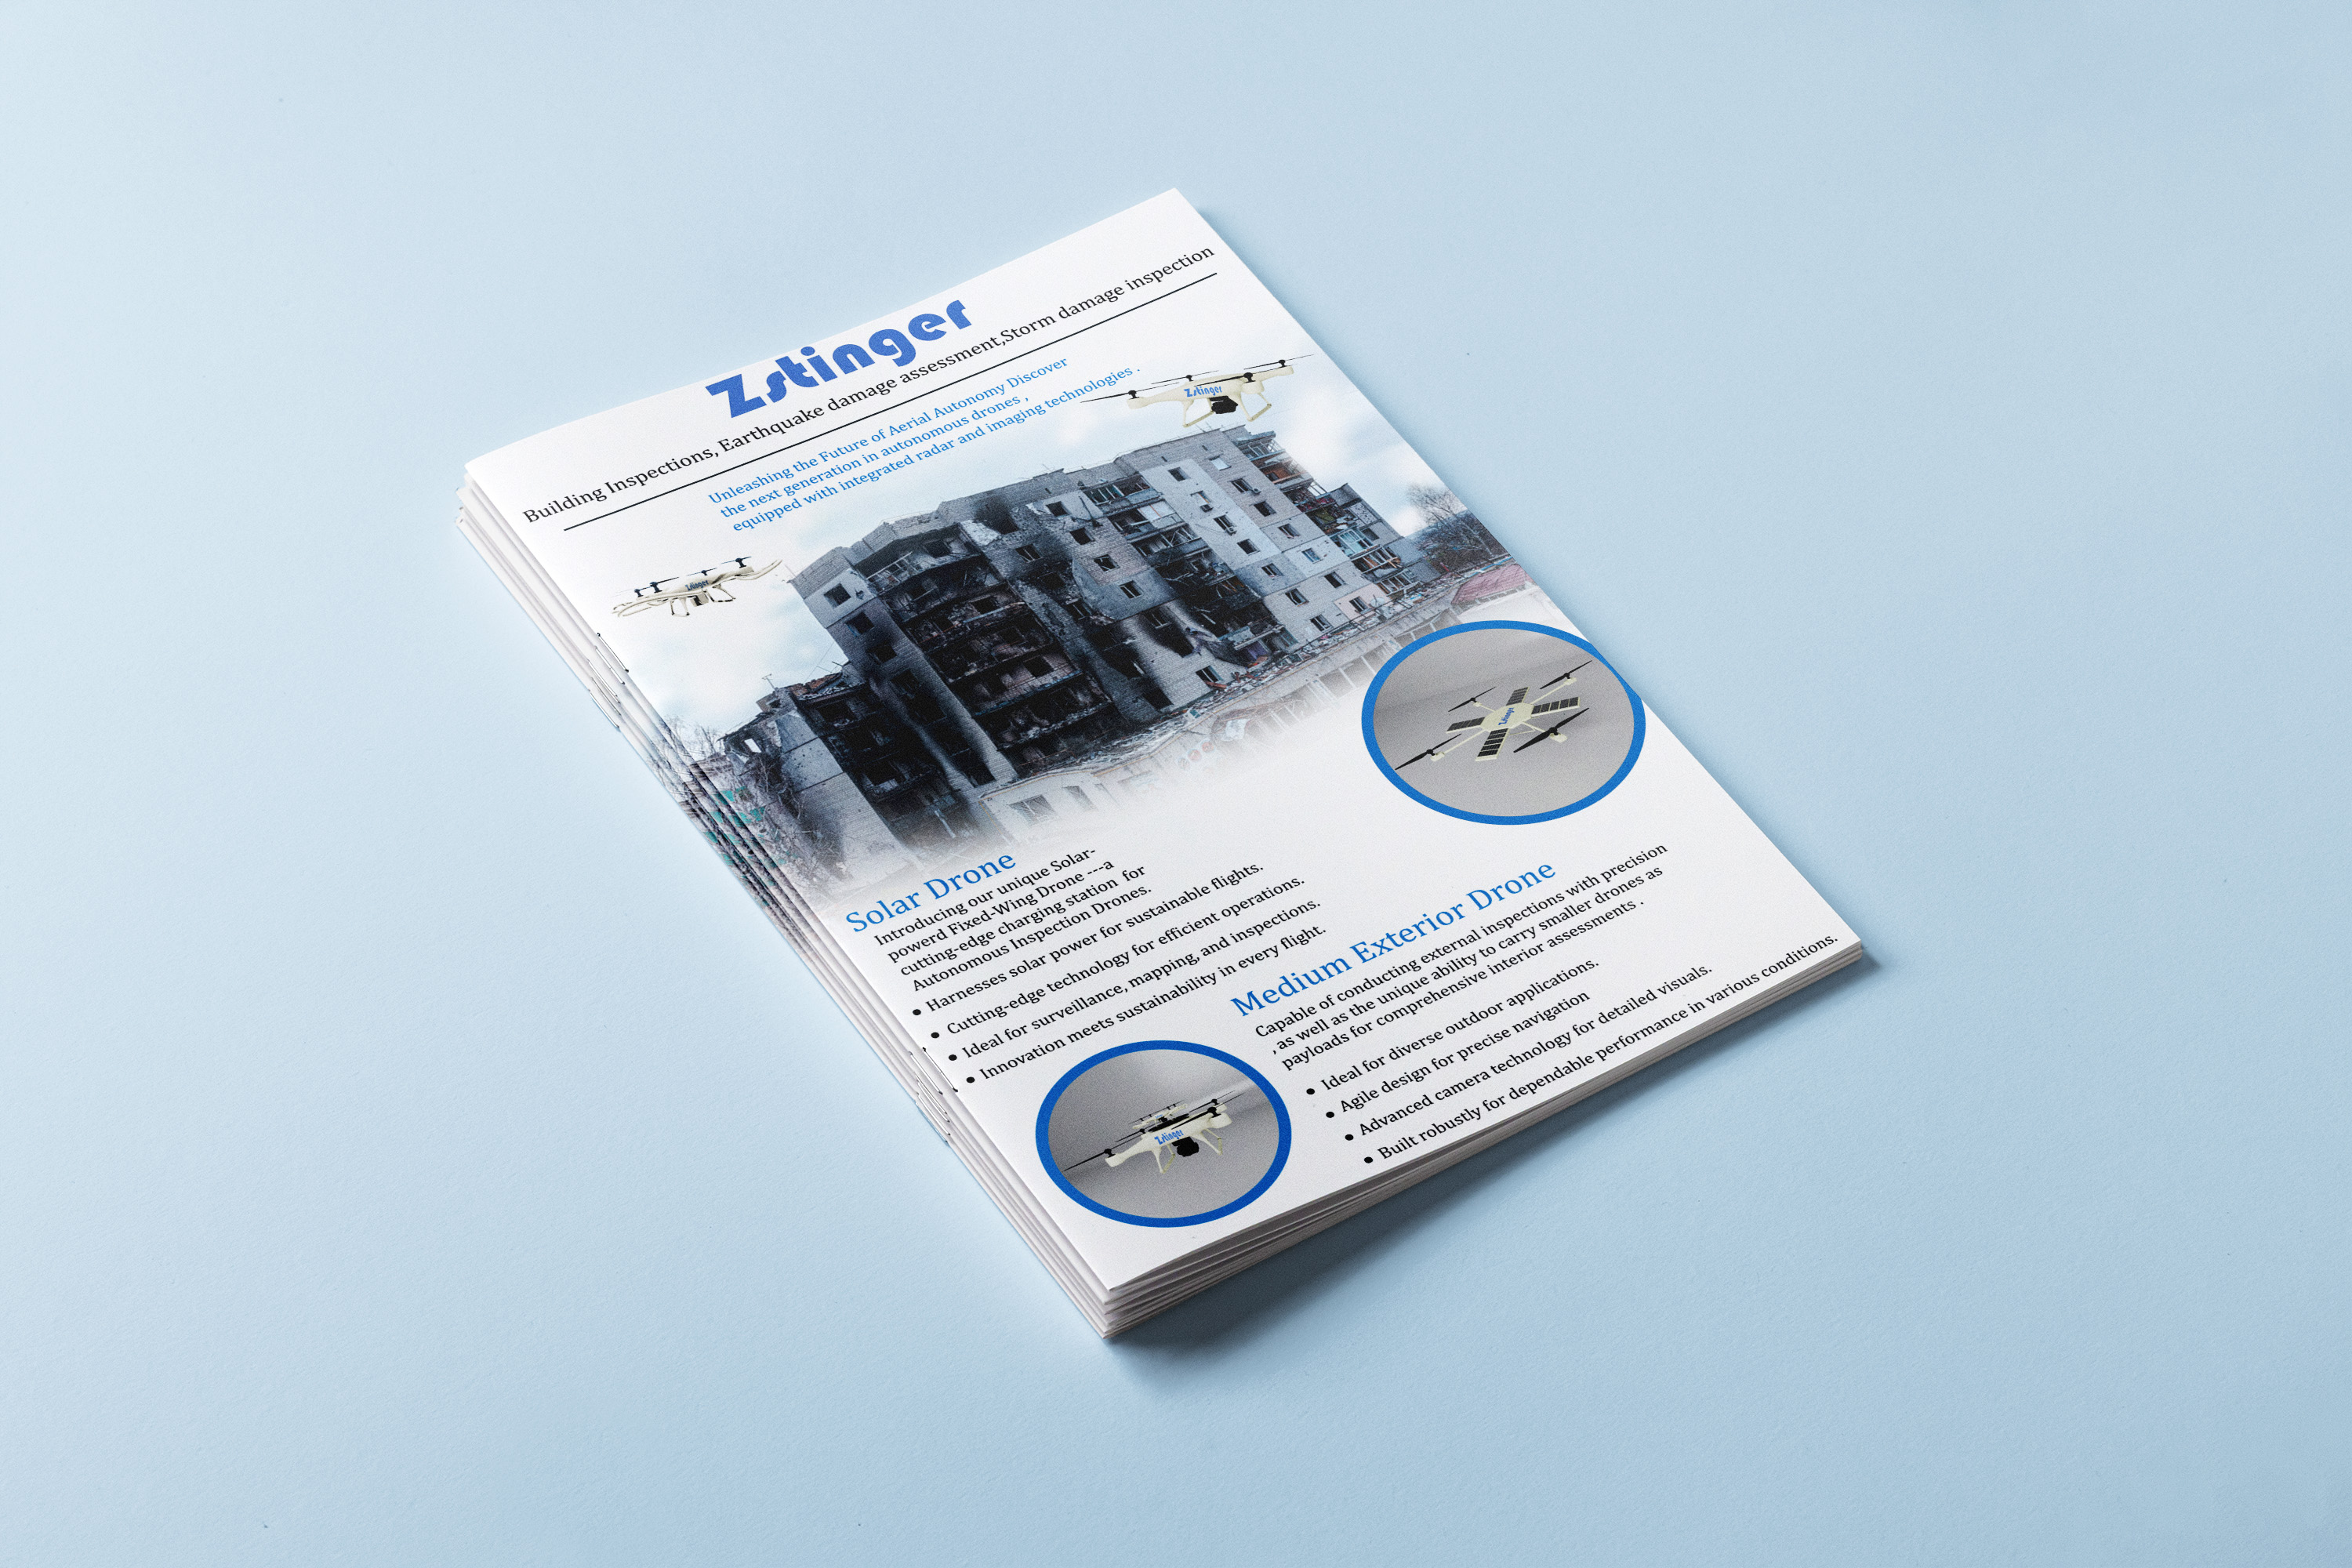 Zstinger
Building Inspections, Earthquake damage assessment,Storm damage inspection
Unleashing the Future of Aerial Autonomy Discover
the next generation in autonomous drones ,
equipped with integrated radar and imaging technologies .
Zstinger
Zstinger
Zstinger
Solar Drone
Introducing our unique Solar-
powerd Fixed-Wing Drone ---a
cutting-edge charging station for
Autonomous Inspection Drones.
• Harnesses solar power for sustainable flights.
• Cutting-edge technology for efficient operations.
• Ideal for surveillance, mapping, and inspections.
• Innovation meets sustainability in every flight.
Medium Exterior Drone
Capable of conducting external inspections with precision
, as well as the unique ability to carry smaller drones as
payloads for comprehensive interior assessments .
• Ideal for diverse outdoor applications.
• Agile design for precise navigation
• Advanced camera technology for detailed visuals.
• Built robustly for dependable performance in various conditions.
Zstinger